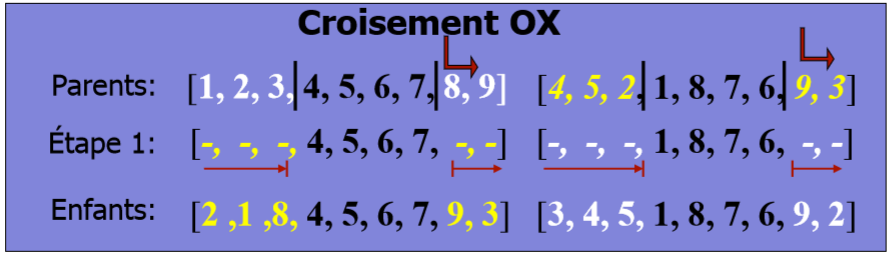 Croisement OX
Parents: [1, 2, 3, 4, 5, 6, 7, 8, 9] [4, 5, 2, 1, 8, 7, 6, 9, 3]
Étape 1: [-, -, -, 4, 5, 6, 7, -, -] [-, -, -, 1, 8, 7, 6, -, -]
Enfants: [2 ,1 ,8, 4, 5, 6, 7, 9, 3] [3, 4, 5, 1, 8, 7, 6, 9, 2]